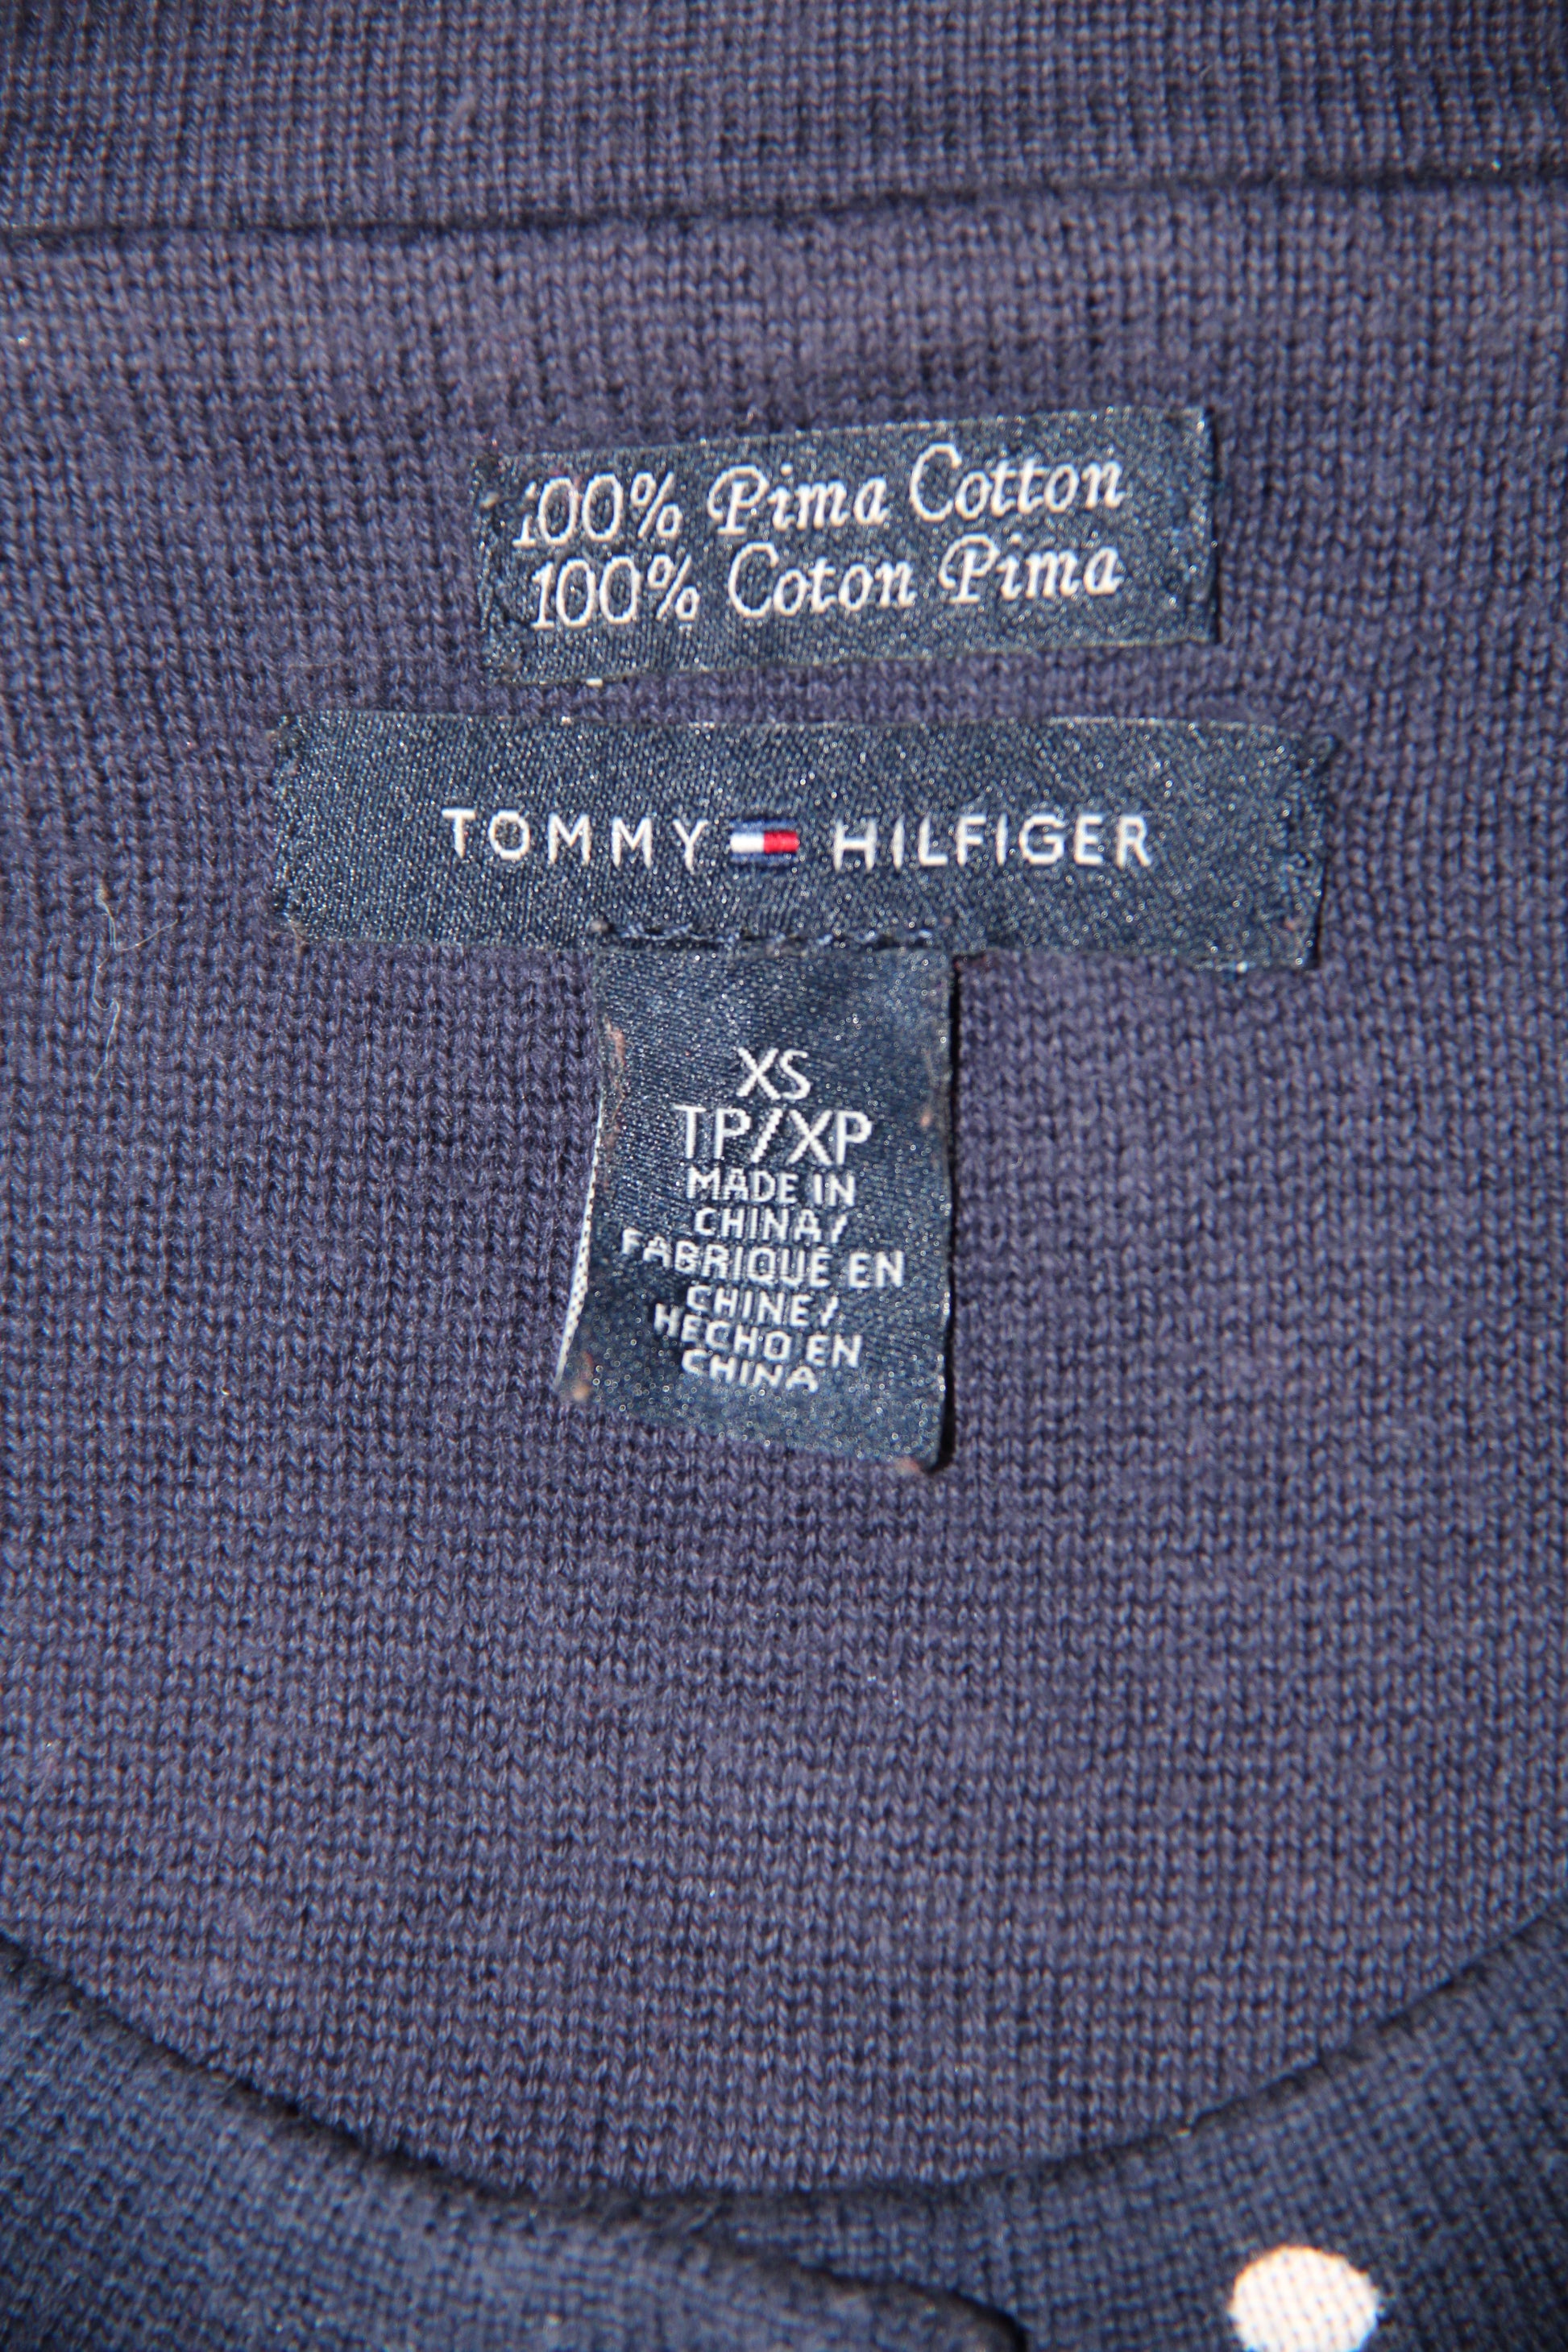 100% Pima Cotton
100% Coton Pima
TOMMY HILFIGER
XS
TP/XP
MADE IN
CHINA/
FABRIQUÉ EN
CHINE/
HECHO EN
CHINA